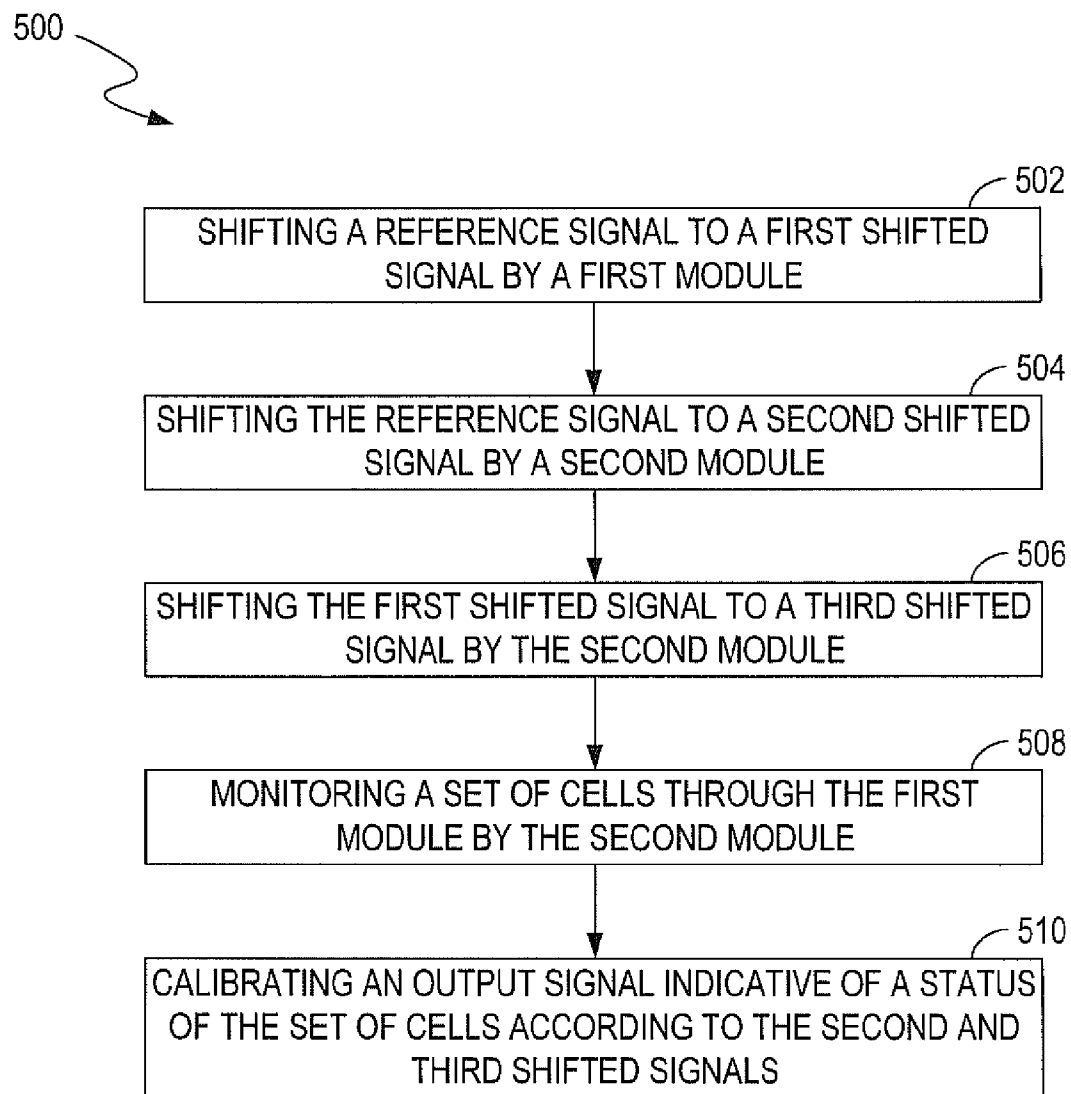 500
502
SHIFTING A REFERENCE SIGNAL TO A FIRST SHIFTED
SIGNAL BY A FIRST MODULE
504
SHIFTING THE REFERENCE SIGNAL TO A SECOND SHIFTED
SIGNAL BY A SECOND MODULE
506
SHIFTING THE FIRST SHIFTED SIGNAL TO A THIRD SHIFTED
SIGNAL BY THE SECOND MODULE
508
MONITORING A SET OF CELLS THROUGH THE FIRST
MODULE BY THE SECOND MODULE
510
CALIBRATING AN OUTPUT SIGNAL INDICATIVE OF A STATUS
OF THE SET OF CELLS ACCORDING TO THE SECOND AND
THIRD SHIFTED SIGNALS